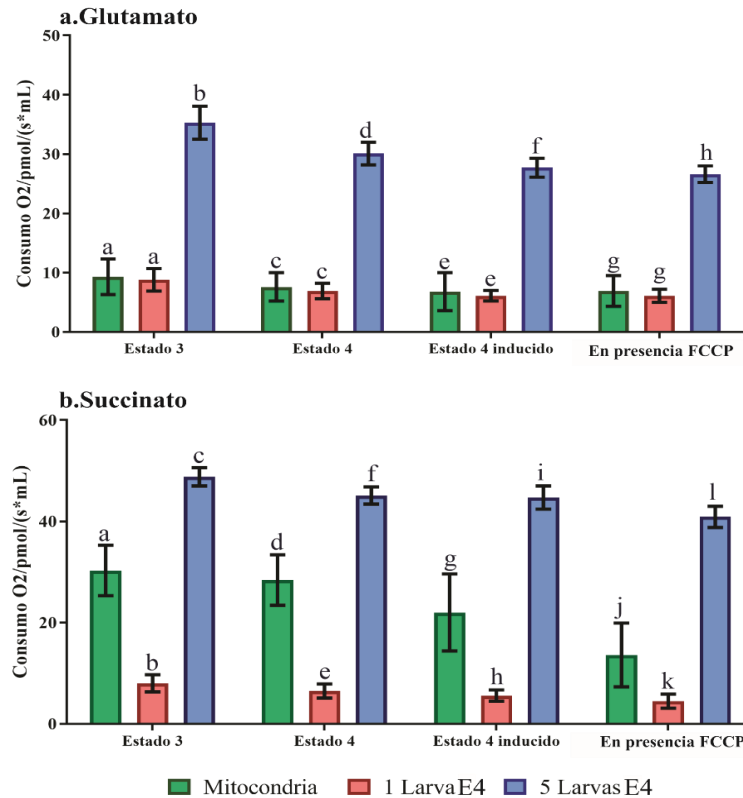 a.Glutamato
Consumo O2/pmol/(s*mL)
50
40
30
20
10
0
a a b
c c d
e e f
g g h
Estado 3 Estado 4 Estado 4 inducido En presencia FCCP
b.Succinato
Consumo O2/pmol/(s*mL)
60
40
20
0
a b c
d e f
g h i
j k l
Estado 3 Estado 4 Estado 4 inducido En presencia FCCP
Mitocondria 1 Larva E4 5 Larvas E4